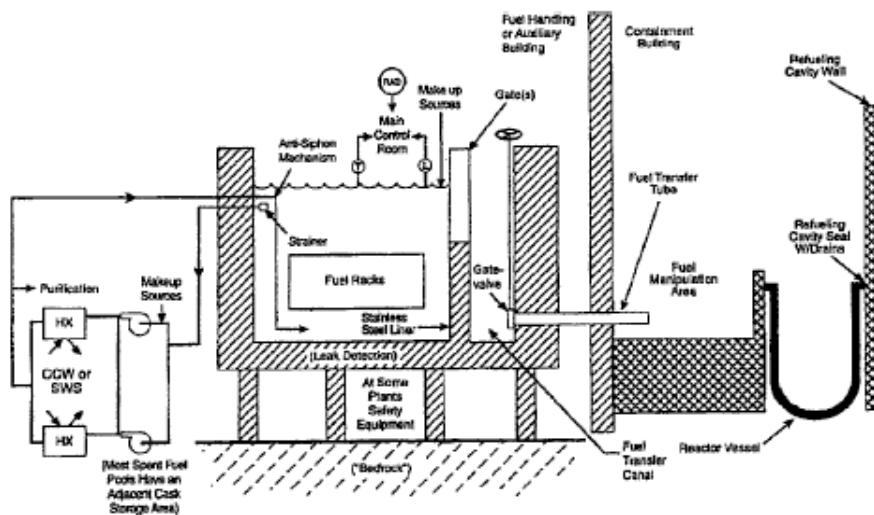 Fuel Handling
or Auxiliary
Building
Containment
Building
Refueling
Cavity Wall
RAD
Make up
Sources
Gate(s)
Main
Control
Room
Anti-Siphon
Mechanism
T
L
Fuel Transfer
Tube
Strainer
Refueling
Cavity Seal
W/Drains
Purification
Makeup
Sources
Fuel Racks
Gate-
valve
Fuel
Manipulation
Area
HX
Stainless
Steel Liner
CCW or
SWS
(Leak Detection)
At Some
Plants
Safety
Equipment
HX
Reactor Vessel
Fuel
Transfer
Canal
(Most Spent Fuel
Pools Have an
Adjacent Cask
Storage Area)
("Bedrock")